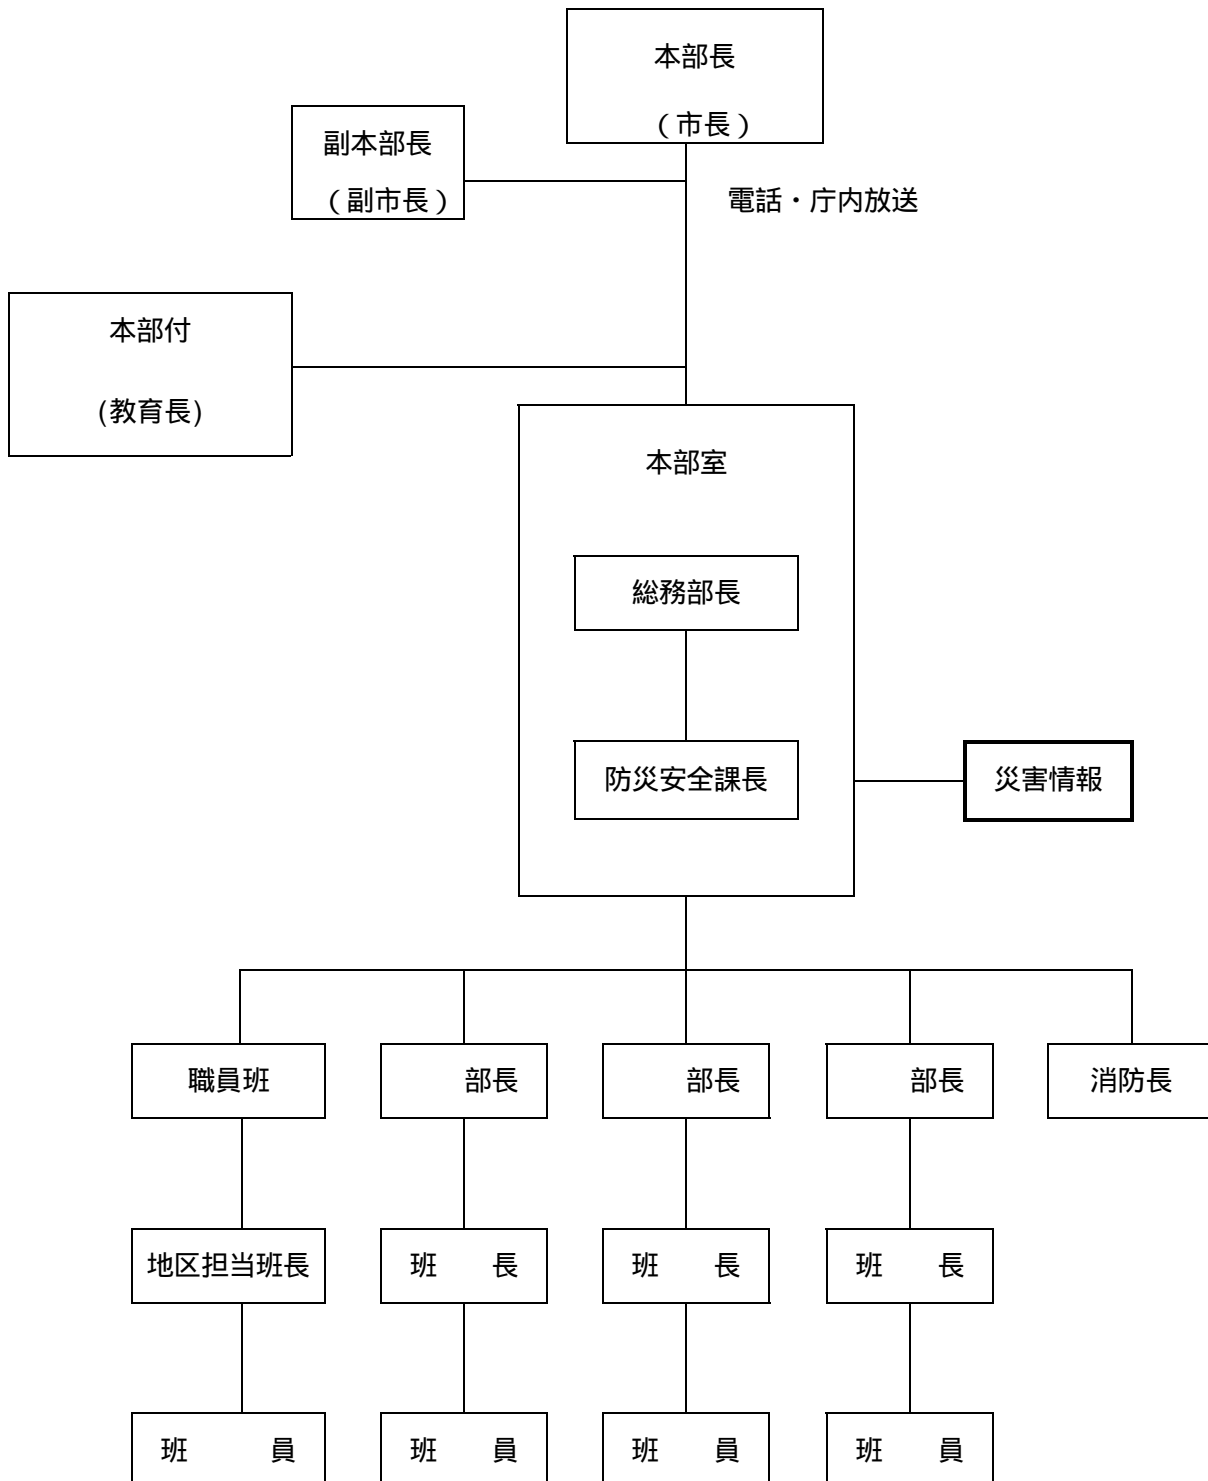 本部長
（市長）
副本部長
（副市長）
電話・庁内放送
本部付
(教育長)
本部室
総務部長
防災安全課長
災害情報
職員班
部長
部長
部長
消防長
地区担当班長
班　　長
班　　長
班　　長
班　　　員
班　　員
班　　員
班　　員